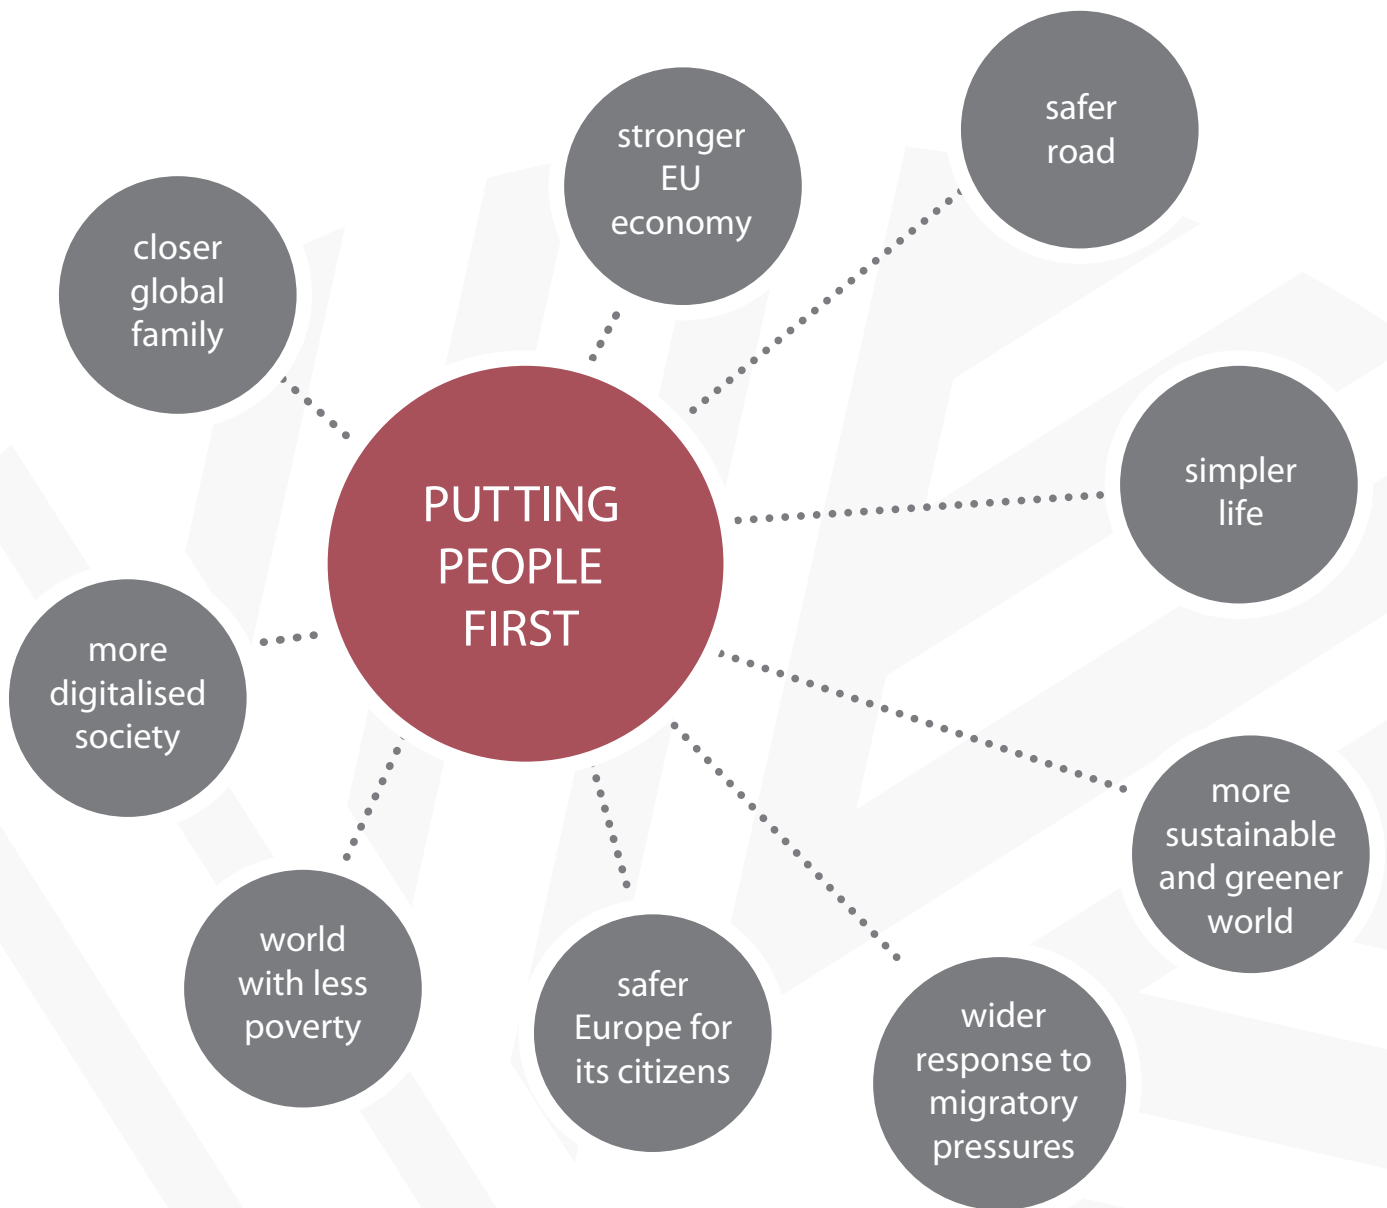 safer
road
stronger
EU
economy
closer
global
family
simpler
life
PUTTING
PEOPLE
FIRST
more
digitalised
society
more
sustainable
and greener
world
world
with less
poverty
safer
Europe for
its citizens
wider
response to
migratory
pressures